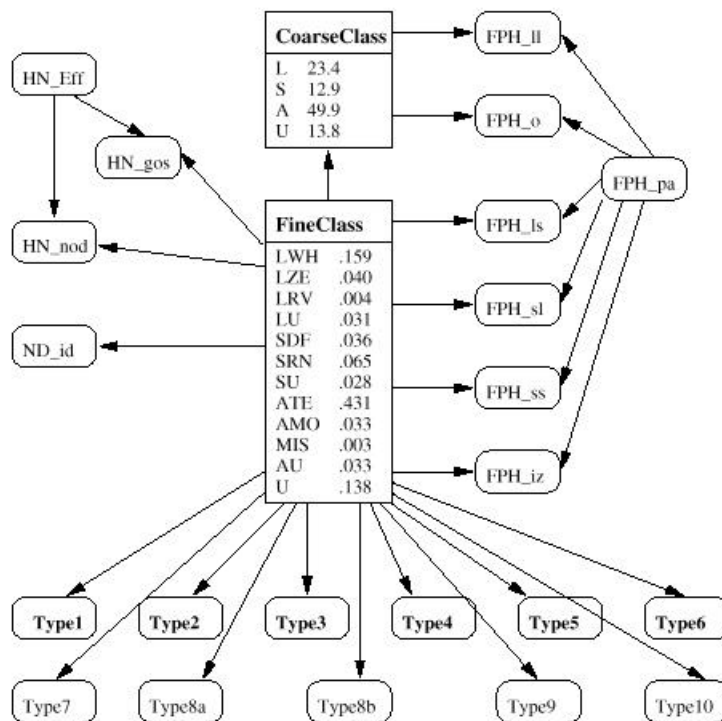 CoarseClass
L 23.4
S 12.9
A 49.9
U 13.8
FPH_ll
HN_Eff
FPH_o
HN_gos
FPH_pa
FineClass
LWH .159
LZE .040
LRV .004
LU .031
SDF .036
SRN .065
SU .028
ATE .431
AMO .033
MIS .003
AU .033
U .138
FPH_ls
HN_nod
FPH_sl
ND_id
FPH_ss
FPH_iz
Type1 Type2 Type3 Type4 Type5 Type6
Type7 Type8a Type8b Type9 Type10